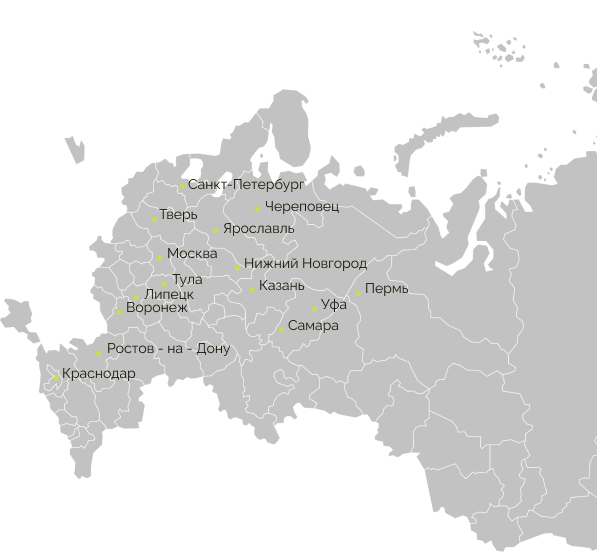 Санкт-Петербург
Череповец
Тверь
Ярославль
Москва
Нижний Новгород
Тула
Казань
Пермь
Липецк
Уфа
Воронеж
Самара
Ростов - на - Дону
Краснодар